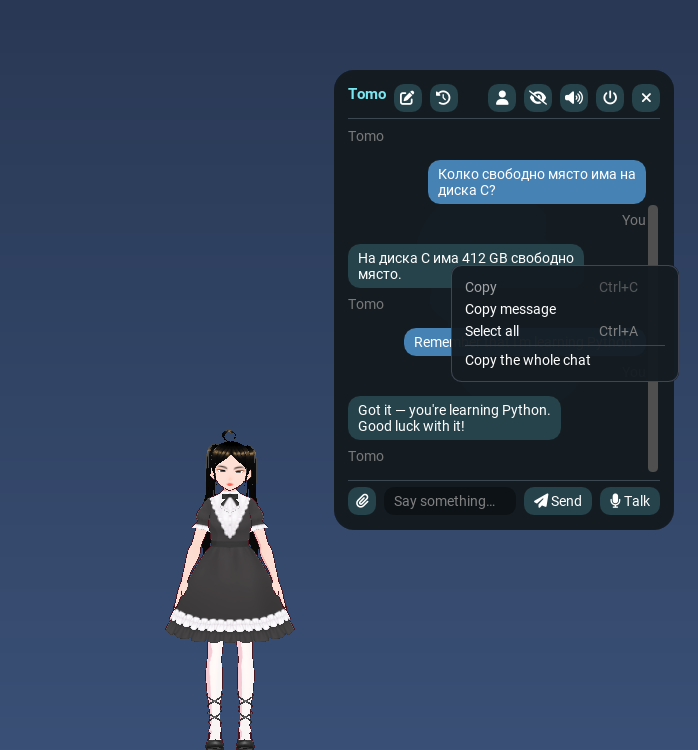 Tomo
Tomo
Колко свободно място има на
диска C?
You
На диска C има 412 GB свободно
място.
Copy Ctrl+C
Tomo
Copy message
Select all Ctrl+A
Copy the whole chat
Got it — you're learning Python.
Good luck with it!
Tomo
Say something...
Send
Talk